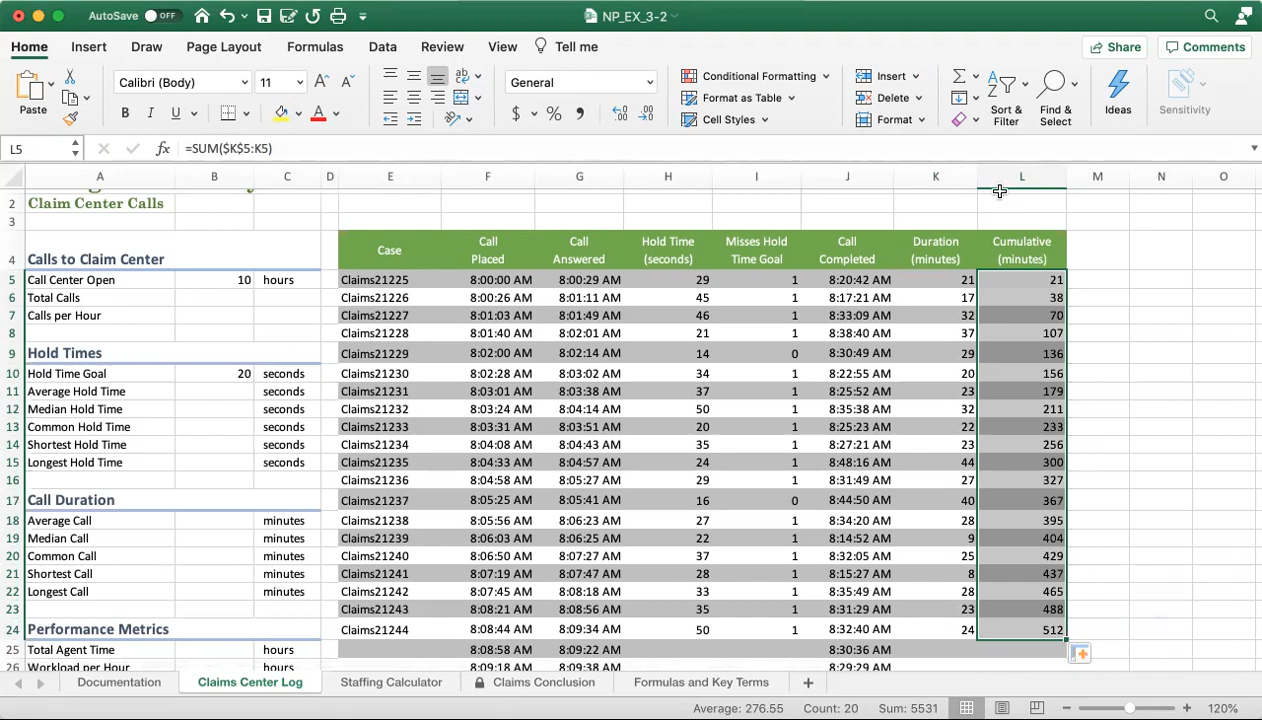 AutoSave OFF NP_EX_3-2
Home Insert Draw Page Layout Formulas Data Review View Tell me Share Comments
Calibri (Body) 11 General Conditional Formatting Insert
Format as Table Delete
Paste B I U $ % Cell Styles Format Sort & Filter Find & Select Ideas Sensitivity
L5 fx =SUM($K$5:K5)
A B C D E F G H I J K L M N O
2 Claim Center Calls
3
4 Calls to Claim Center Case Call Placed Call Answered Hold Time (seconds) Misses Hold Time Goal Call Completed Duration (minutes) Cumulative (minutes)
5 Call Center Open 10 hours Claims21225 8:00:00 AM 8:00:29 AM 29 1 8:20:42 AM 21 21
6 Total Calls Claims21226 8:00:26 AM 8:01:11 AM 45 1 8:17:21 AM 17 38
7 Calls per Hour Claims21227 8:01:03 AM 8:01:49 AM 46 1 8:33:09 AM 32 70
8 Claims21228 8:01:40 AM 8:02:01 AM 21 1 8:38:40 AM 37 107
9 Hold Times Claims21229 8:02:00 AM 8:02:14 AM 14 0 8:30:49 AM 29 136
10 Hold Time Goal 20 seconds Claims21230 8:02:28 AM 8:03:02 AM 34 1 8:22:55 AM 20 156
11 Average Hold Time seconds Claims21231 8:03:01 AM 8:03:38 AM 37 1 8:25:52 AM 23 179
12 Median Hold Time seconds Claims21232 8:03:24 AM 8:04:14 AM 50 1 8:35:38 AM 32 211
13 Common Hold Time seconds Claims21233 8:03:31 AM 8:03:51 AM 20 1 8:25:23 AM 22 233
14 Shortest Hold Time seconds Claims21234 8:04:08 AM 8:04:43 AM 35 1 8:27:21 AM 23 256
15 Longest Hold Time seconds Claims21235 8:04:33 AM 8:04:57 AM 24 1 8:48:16 AM 44 300
16 Claims21236 8:04:58 AM 8:05:27 AM 29 1 8:31:49 AM 27 327
17 Call Duration Claims21237 8:05:25 AM 8:05:41 AM 16 0 8:44:50 AM 40 367
18 Average Call minutes Claims21238 8:05:56 AM 8:06:23 AM 27 1 8:34:20 AM 28 395
19 Median Call minutes Claims21239 8:06:03 AM 8:06:25 AM 22 1 8:14:52 AM 9 404
20 Common Call minutes Claims21240 8:06:50 AM 8:07:27 AM 37 1 8:32:05 AM 25 429
21 Shortest Call minutes Claims21241 8:07:19 AM 8:07:47 AM 28 1 8:15:27 AM 8 437
22 Longest Call minutes Claims21242 8:07:45 AM 8:08:18 AM 33 1 8:35:49 AM 28 465
23 Claims21243 8:08:21 AM 8:08:56 AM 35 1 8:31:29 AM 23 488
24 Performance Metrics Claims21244 8:08:44 AM 8:09:34 AM 50 1 8:32:40 AM 24 512
25 Total Agent Time hours 8:08:58 AM 8:09:22 AM 8:30:36 AM
26 Workload per Hour hours 8:09:18 AM 8:09:38 AM 8:29:29 AM
Documentation Claims Center Log Staffing Calculator Claims Conclusion Formulas and Key Terms +
Average: 276.55 Count: 20 Sum: 5531 120%